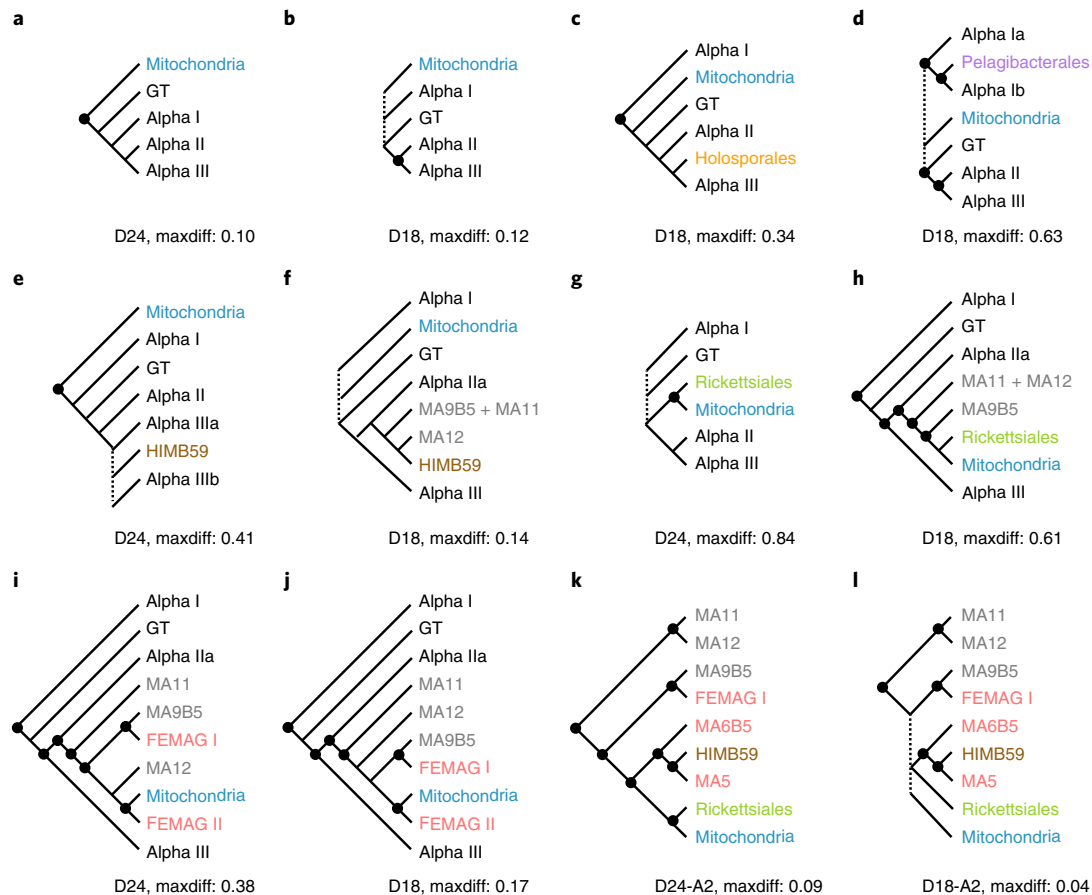 a
Mitochondria
GT
Alpha I
Alpha II
Alpha III
D24, maxdiff: 0.10
b
Mitochondria
Alpha I
GT
Alpha II
Alpha III
D18, maxdiff: 0.12
c
Alpha I
Mitochondria
GT
Alpha II
Holosporales
Alpha III
D18, maxdiff: 0.34
d
Alpha Ia
Pelagibacterales
Alpha Ib
Mitochondria
GT
Alpha II
Alpha III
D18, maxdiff: 0.63
e
Mitochondria
Alpha I
GT
Alpha II
Alpha IIIa
HIMB59
Alpha IIIb
D24, maxdiff: 0.41
f
Alpha I
Mitochondria
GT
Alpha IIa
MA9B5 + MA11
MA12
HIMB59
Alpha III
D18, maxdiff: 0.14
g
Alpha I
GT
Rickettsiales
Mitochondria
Alpha II
Alpha III
D24, maxdiff: 0.84
h
Alpha I
GT
Alpha IIa
MA11 + MA12
MA9B5
Rickettsiales
Mitochondria
Alpha III
D18, maxdiff: 0.61
i
Alpha I
GT
Alpha IIa
MA11
MA9B5
FEMAG I
MA12
Mitochondria
FEMAG II
Alpha III
D24, maxdiff: 0.38
j
Alpha I
GT
Alpha IIa
MA11
MA12
MA9B5
FEMAG I
Mitochondria
FEMAG II
Alpha III
D18, maxdiff: 0.17
k
MA11
MA12
MA9B5
FEMAG I
MA6B5
HIMB59
MA5
Rickettsiales
Mitochondria
D24-A2, maxdiff: 0.09
l
MA11
MA12
MA9B5
FEMAG I
MA6B5
HIMB59
MA5
Rickettsiales
Mitochondria
D18-A2, maxdiff: 0.04